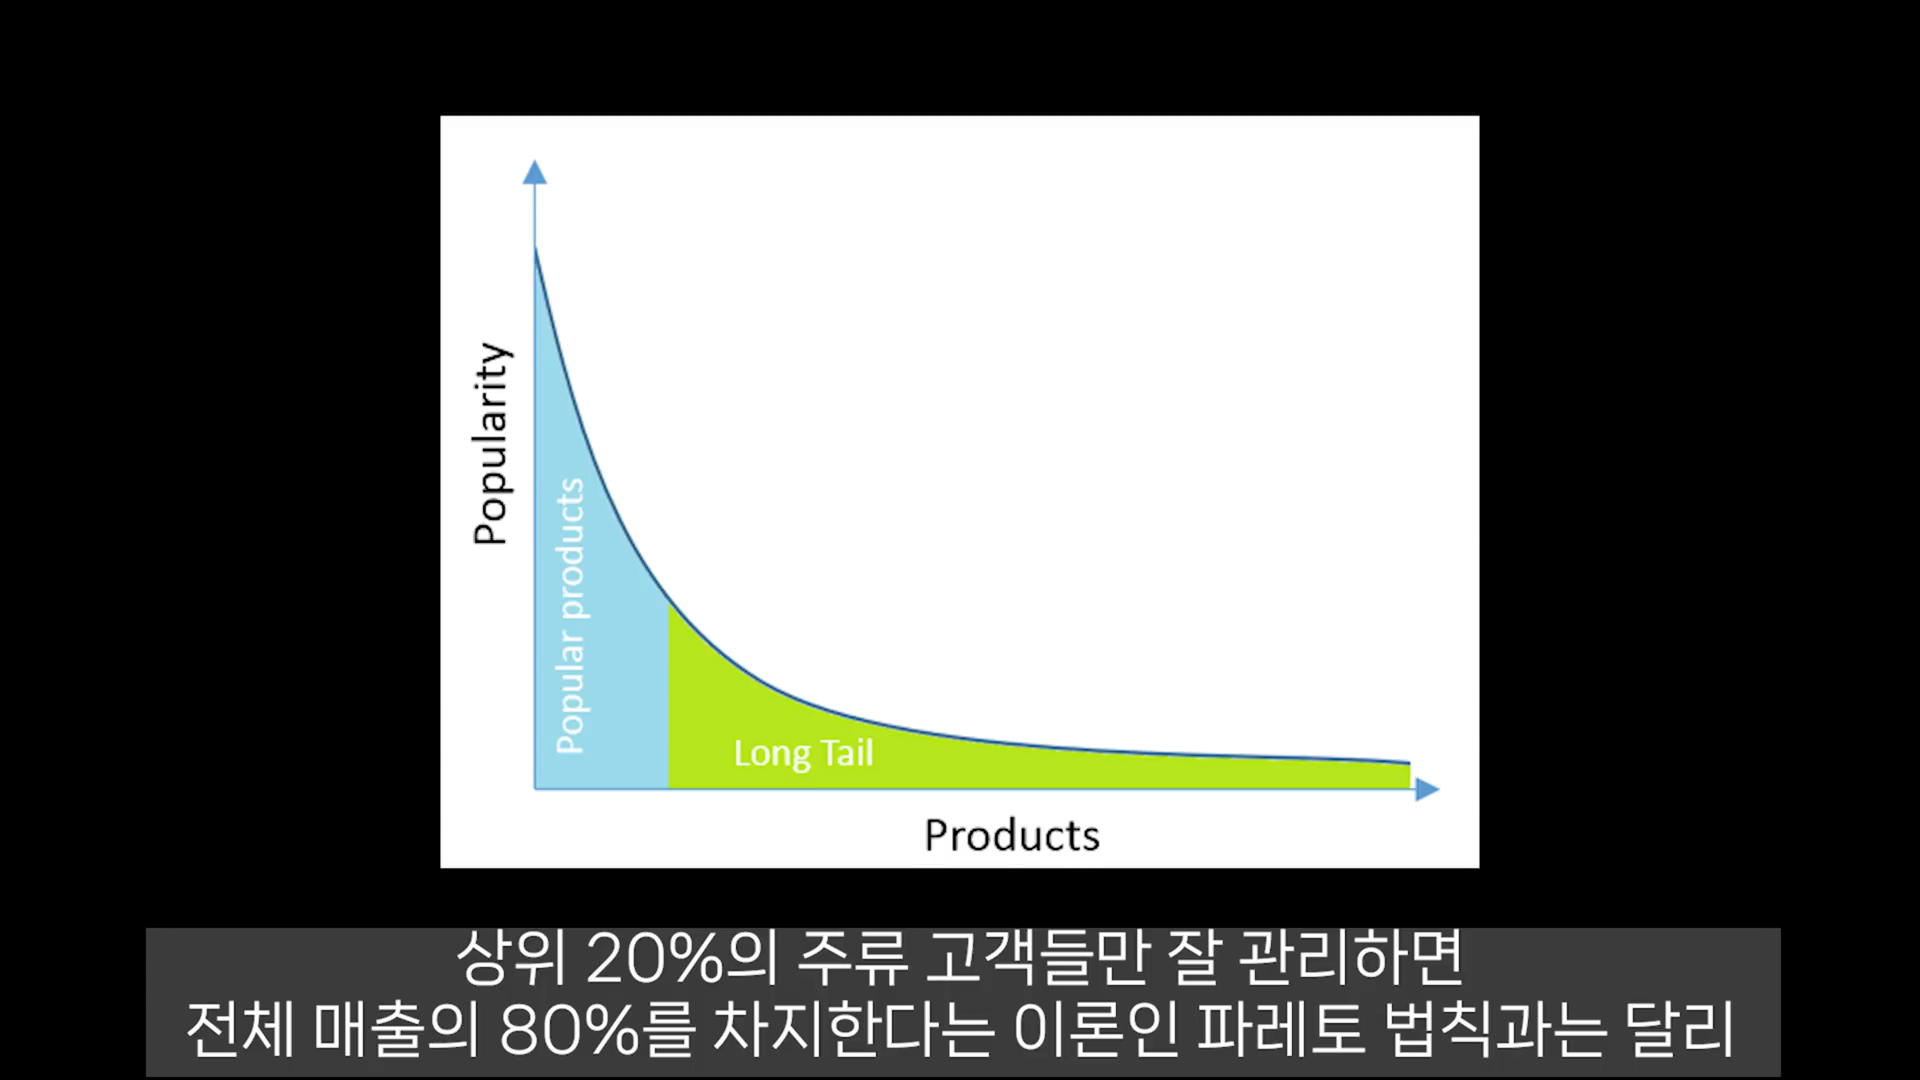 Popularity
Popular products
Long Tail
Products
상위 20%의 주류 고객들만 잘 관리하면
전체 매출의 80%를 차지한다는 이론인 파레토 법칙과는 달리